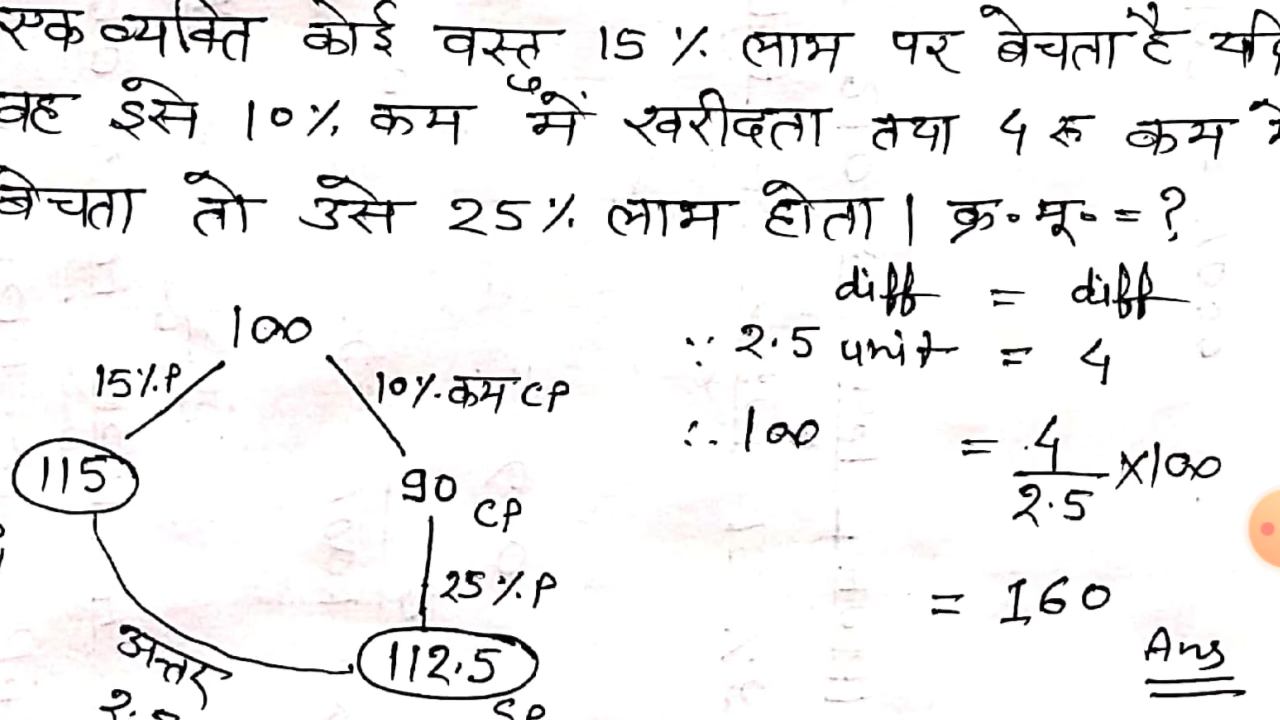 एक व्यक्ति कोई वस्तु 15% लाभ पर बेचता है यदि
वह इसे 10% कम में खरीदता तथा 4 रू कम में
बेचता तो उसे 25% लाभ होता। क्र॰ मू॰ = ?
diff = diff
∵ 2.5 unit = 4
∴ 100 = 4/2.5 × 100
= 160
Ans
100
15% P
10% कम CP
115
90 CP
25% P
112.5
SP
अन्तर